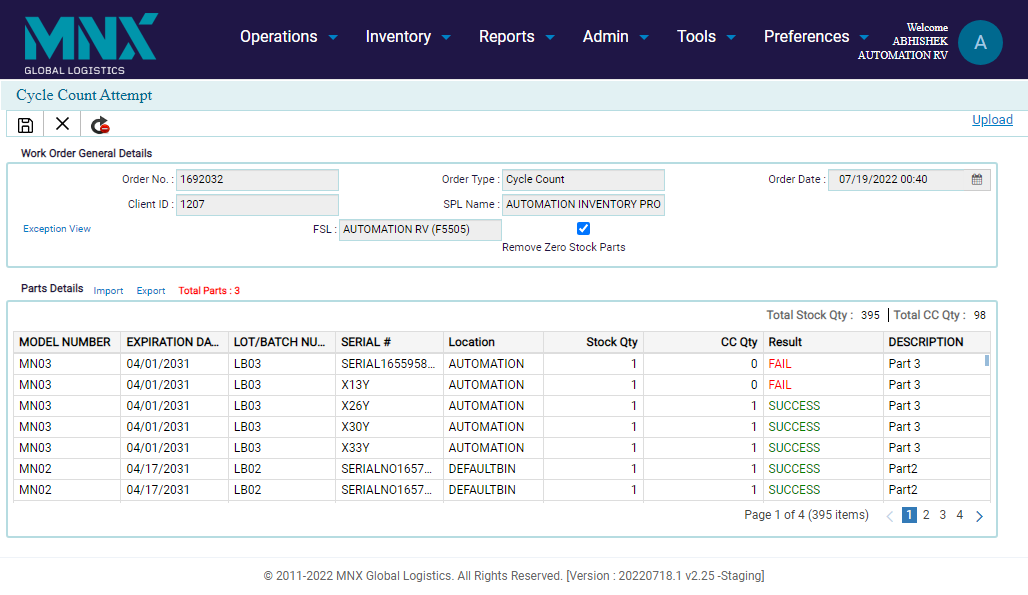 MNX
GLOBAL LOGISTICS
Operations Inventory Reports Admin Tools Preferences
Welcome
ABHISHEK
AUTOMATION RV
A
Cycle Count Attempt
Upload
Work Order General Details
Order No. : 1692032 Order Type : Cycle Count Order Date : 07/19/2022 00:40
Client ID : 1207 SPL Name : AUTOMATION INVENTORY PRO
Exception View FSL : AUTOMATION RV (F5505)
Remove Zero Stock Parts
Parts Details Import Export Total Parts : 3
Total Stock Qty : 395 Total CC Qty : 98
MODEL NUMBER EXPIRATION DA... LOT/BATCH NU... SERIAL # Location Stock Qty CC Qty Result DESCRIPTION
MN03 04/01/2031 LB03 SERIAL1655958... AUTOMATION 1 0 FAIL Part 3
MN03 04/01/2031 LB03 X13Y AUTOMATION 1 0 FAIL Part 3
MN03 04/01/2031 LB03 X26Y AUTOMATION 1 1 SUCCESS Part 3
MN03 04/01/2031 LB03 X30Y AUTOMATION 1 1 SUCCESS Part 3
MN03 04/01/2031 LB03 X33Y AUTOMATION 1 1 SUCCESS Part 3
MN02 04/17/2031 LB02 SERIALNO1657... DEFAULTBIN 1 1 SUCCESS Part2
MN02 04/17/2031 LB02 SERIALNO1657... DEFAULTBIN 1 1 SUCCESS Part2
Page 1 of 4 (395 items) 1 2 3 4
© 2011-2022 MNX Global Logistics. All Rights Reserved. [Version : 20220718.1 v2.25 -Staging]